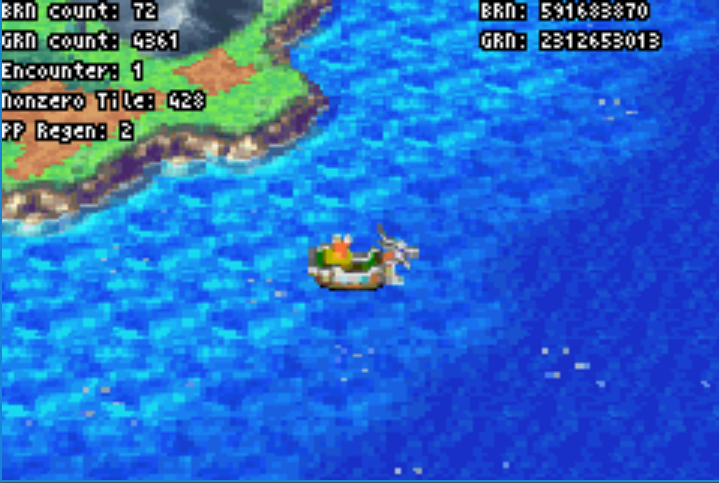 BRN count: 72
BRN: 591683870
GRN count: 4361
GRN: 2312653013
Encounter: 1
Nonzero Tile: 428
PP Regen: 2